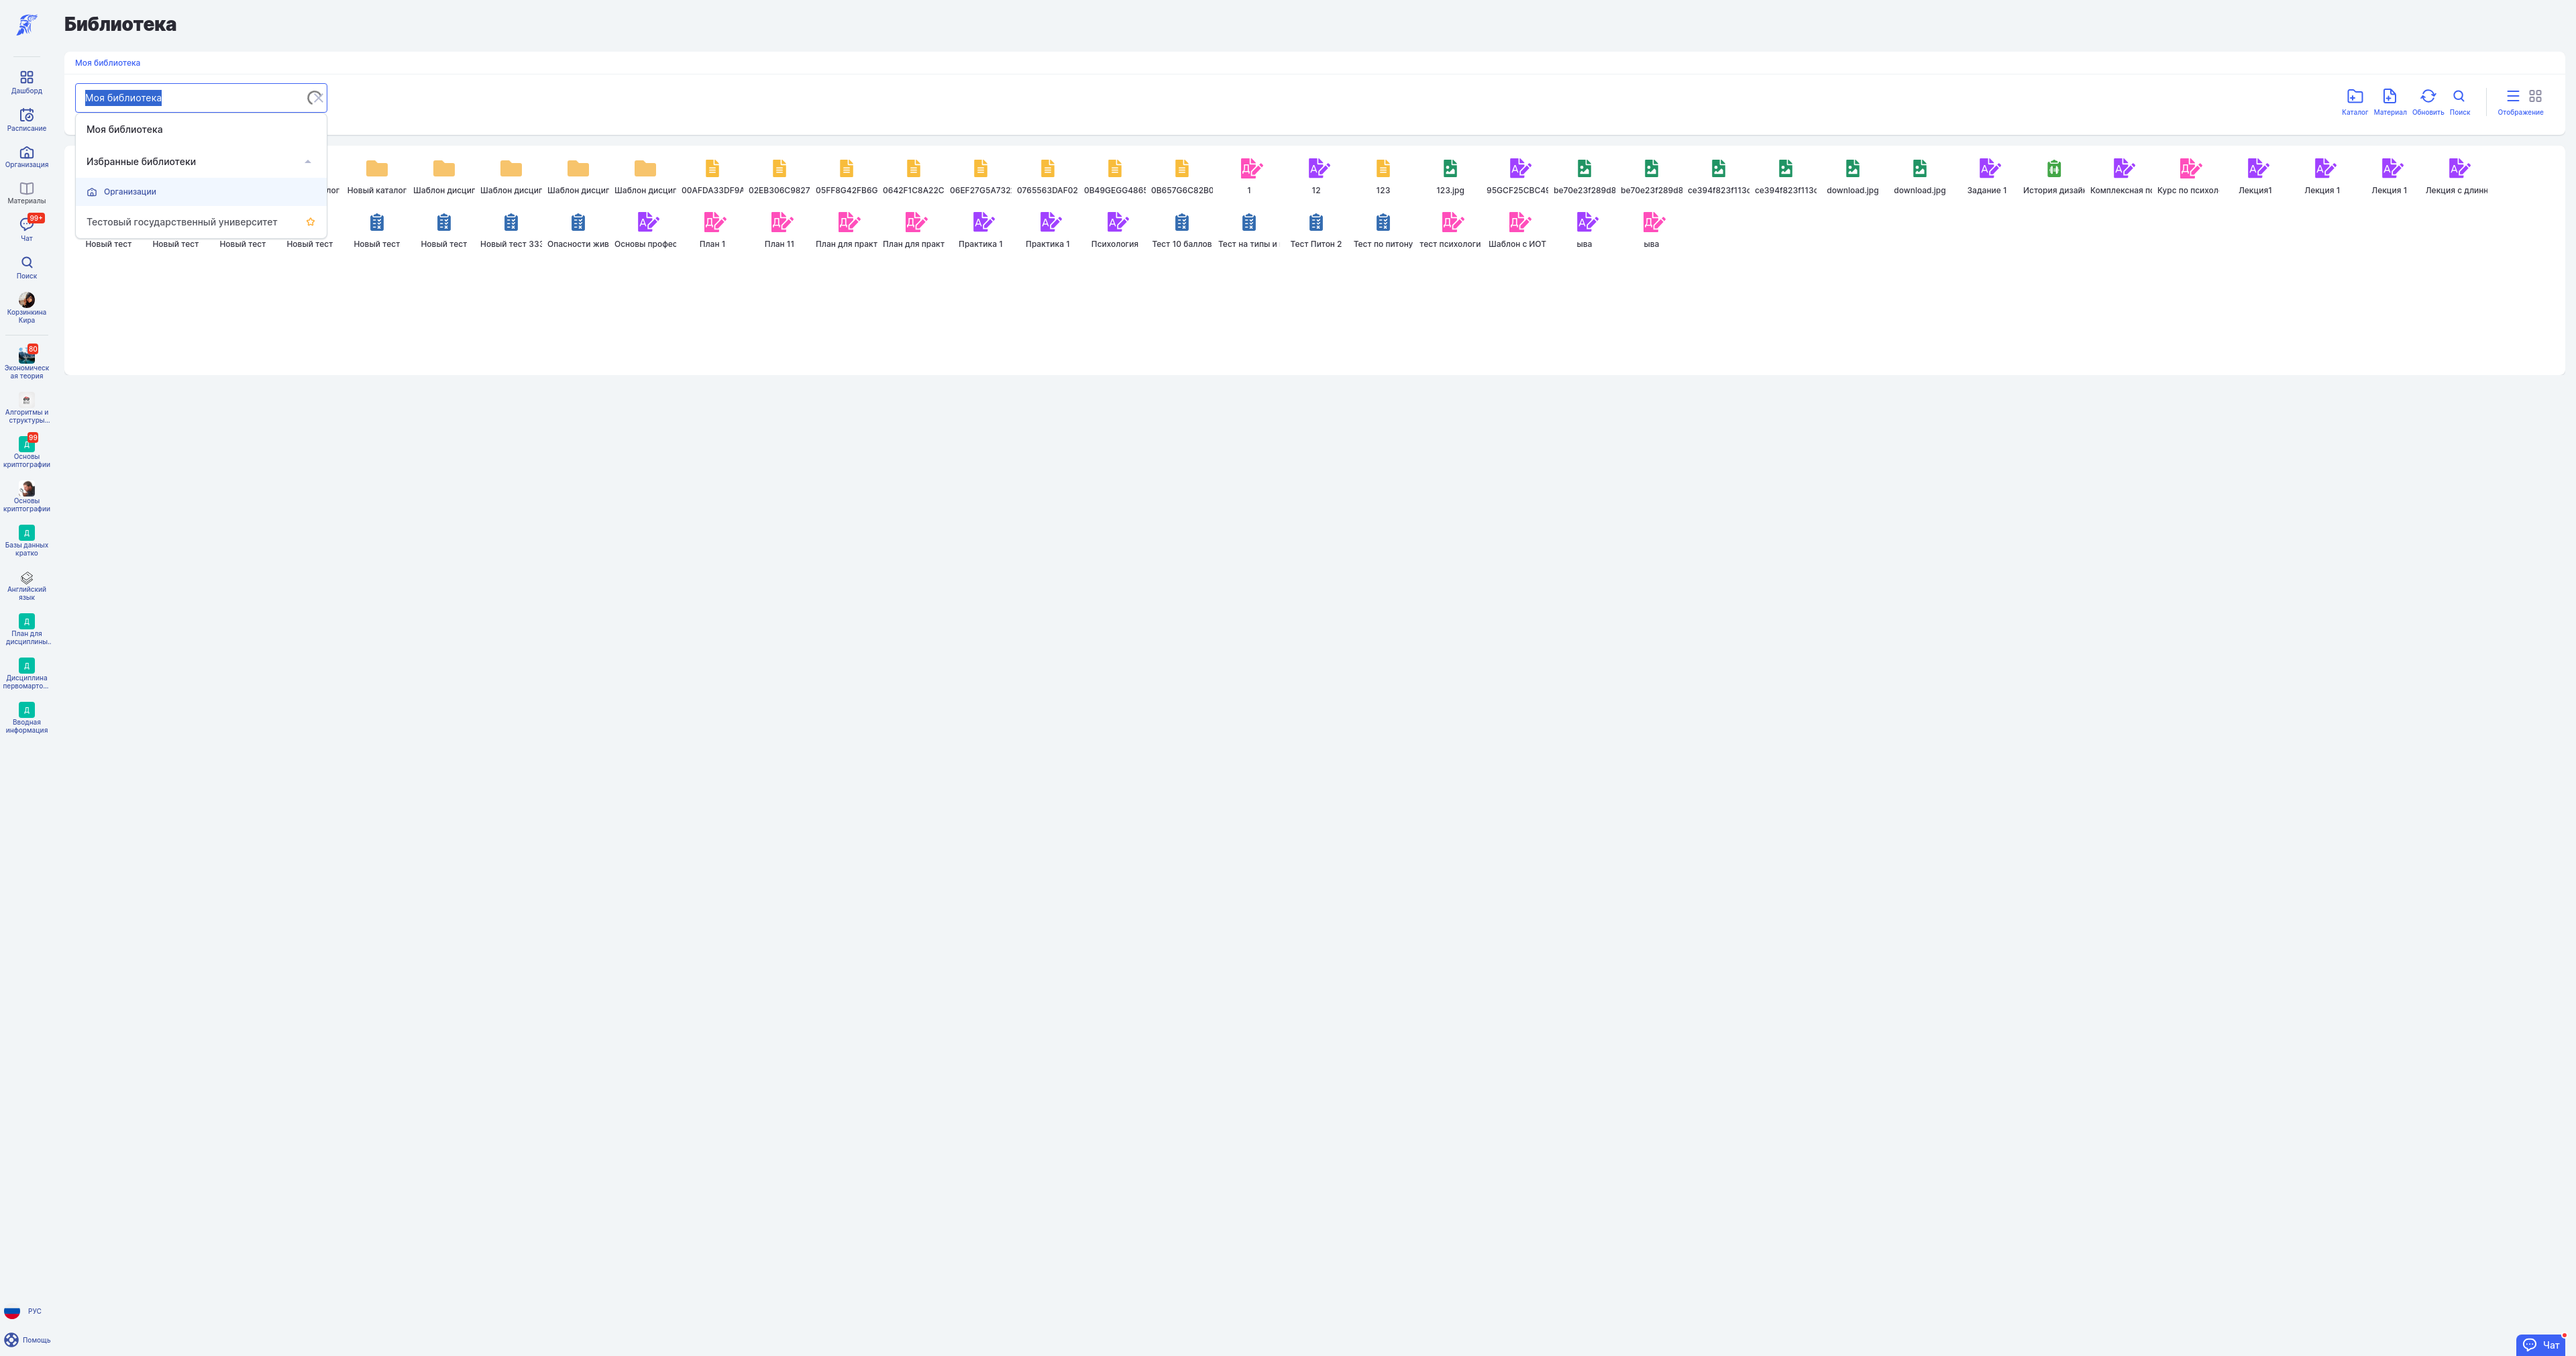 Библиотека
Моя библиотека
Моя библиотека
Каталог
Материал
Обновить
Поиск
Отображение
Моя библиотека
Избранные библиотеки
Организации
Тестовый государственный университет
Дашборд
Расписание
Организация
Материалы
99+
Чат
Поиск
Корзинкина
Кира
80
Экономическ
ая теория
Алгоритмы и
структуры...
Д
99
Основы
криптографии
Основы
криптографии
Д
Базы данных
кратко
Английский
язык
Д
План для
дисциплины..
Д
Дисциплина
первомарто...
Д
Вводная
информация
лог
Новый каталог
Шаблон дисциг
Шаблон дисциг
Шаблон дисциг
Шаблон дисциг
00AFDA33DF9A
02EB306C9827
05FF8G42FB6G
0642F1C8A22C
06EF27G5A732
0765563DAF02
0B49GEGG486
0B657G6C82B0
1
12
123
123.jpg
95GCF25CBC49
be70e23f289d8
be70e23f289d8
ce394f823f113c
ce394f823f113c
download.jpg
download.jpg
Задание 1
История дизайн
Комплексная по
Курс по психол
Лекция1
Лекция 1
Лекция 1
Лекция с длинн
Новый тест
Новый тест
Новый тест
Новый тест
Новый тест
Новый тест
Новый тест 333
Опасности жив
Основы профес
План 1
План 11
План для практ
План для практ
Практика 1
Практика 1
Психология
Тест 10 баллов
Тест на типы и
Тест Питон 2
Тест по питону
тест психологи
Шаблон с ИОТ
ыва
ыва
РУС
Помощь
Чат